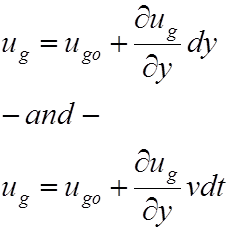 u_g = u_go + ∂u_g/∂y dy
– and –
u_g = u_go + ∂u_g/∂y vdt